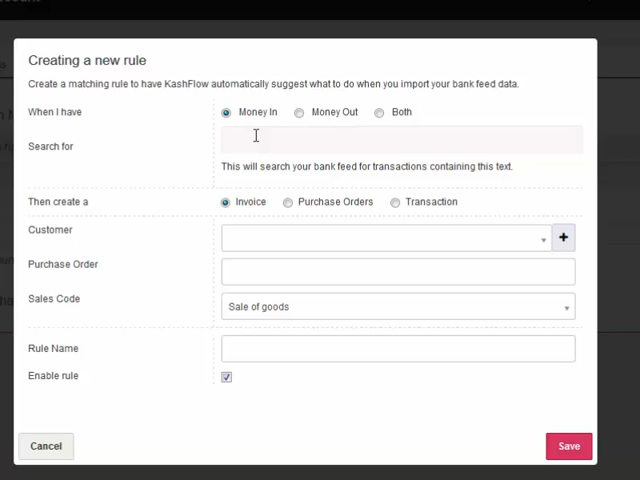 Creating a new rule
Create a matching rule to have KashFlow automatically suggest what to do when you import your bank feed data.
When I have Money In Money Out Both
Search for
This will search your bank feed for transactions containing this text.
Then create a Invoice Purchase Orders Transaction
Customer
Purchase Order
Sales Code Sale of goods
Rule Name
Enable rule
Cancel Save